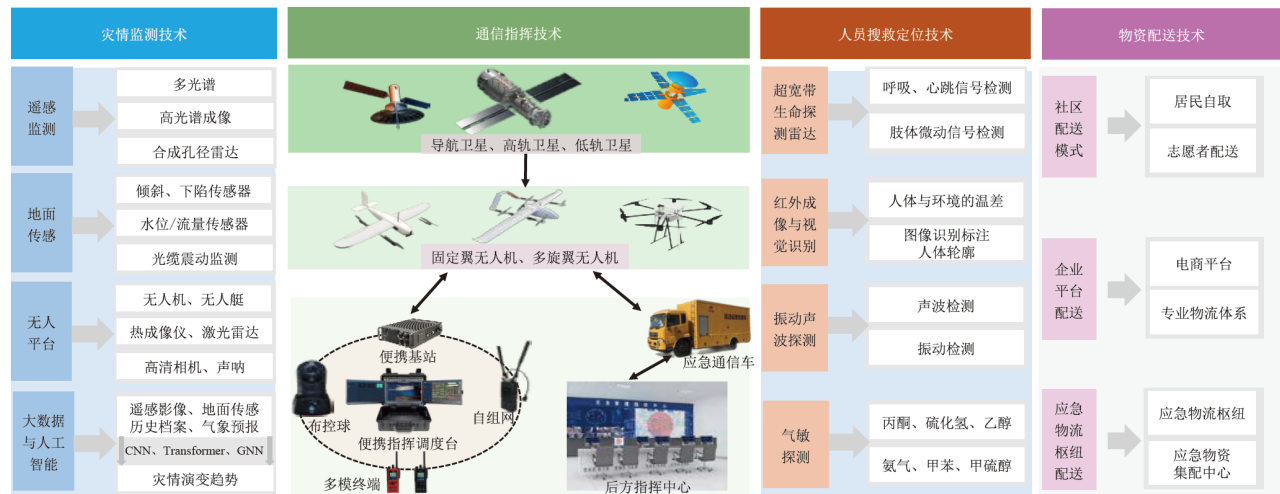 灾情监测技术
遥感
监测
多光谱
高光谱成像
合成孔径雷达
地面
传感
倾斜、下陷传感器
水位/流量传感器
光缆震动监测
无人
平台
无人机、无人艇
热成像仪、激光雷达
高清相机、声呐
大数据
与人工
智能
遥感影像、地面传感
历史档案、气象预报
CNN、Transformer、GNN
灾情演变趋势
通信指挥技术
导航卫星、高轨卫星、低轨卫星
固定翼无人机、多旋翼无人机
便携基站
应急通信车
布控球
自组网
便携指挥调度台
多模终端
后方指挥中心
人员搜救定位技术
超宽带
生命探
测雷达
呼吸、心跳信号检测
肢体微动信号检测
红外成
像与视
觉识别
人体与环境的温差
图像识别标注
人体轮廓
振动声
波探测
声波检测
振动检测
气敏
探测
丙酮、硫化氢、乙醇
氨气、甲苯、甲硫醇
物资配送技术
社区
配送
模式
居民自取
志愿者配送
企业
平台
配送
电商平台
专业物流体系
应急
物流
枢纽
配送
应急物流枢纽
应急物资
集配中心